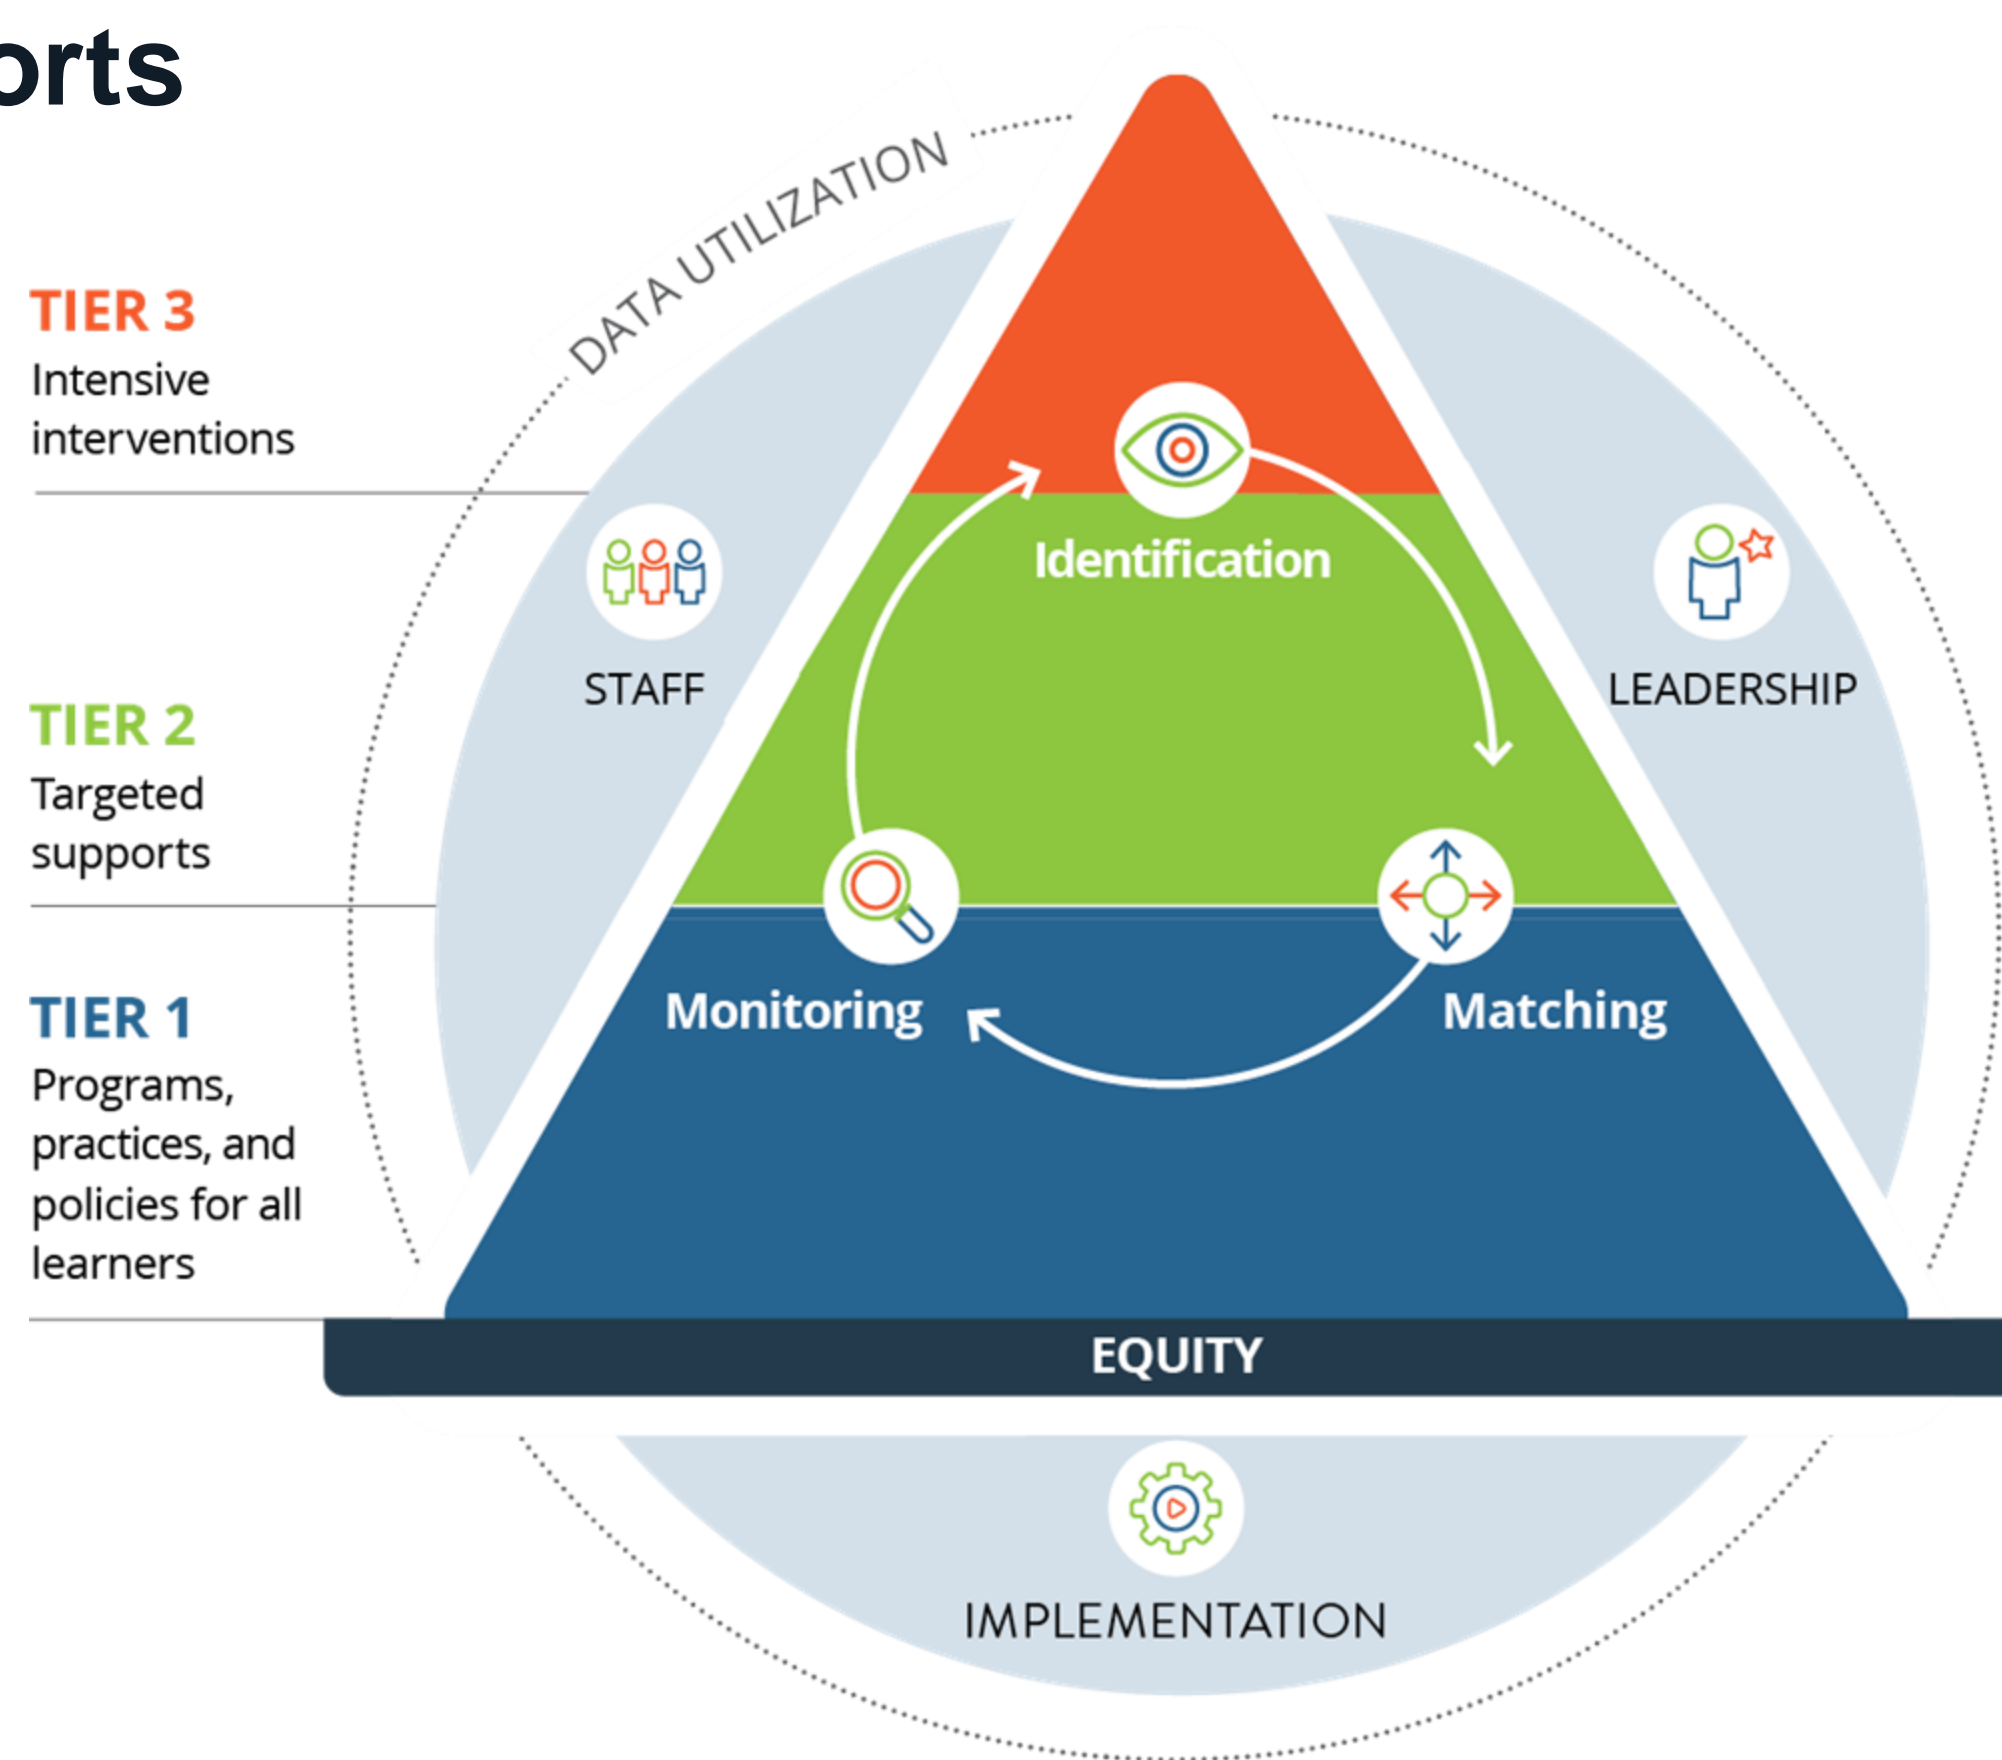 orts
DATA UTILIZATION
TIER 3
Intensive
interventions
Identification
STAFF
LEADERSHIP
TIER 2
Targeted
supports
TIER 1
Programs,
practices, and
policies for all
learners
Monitoring
Matching
EQUITY
IMPLEMENTATION